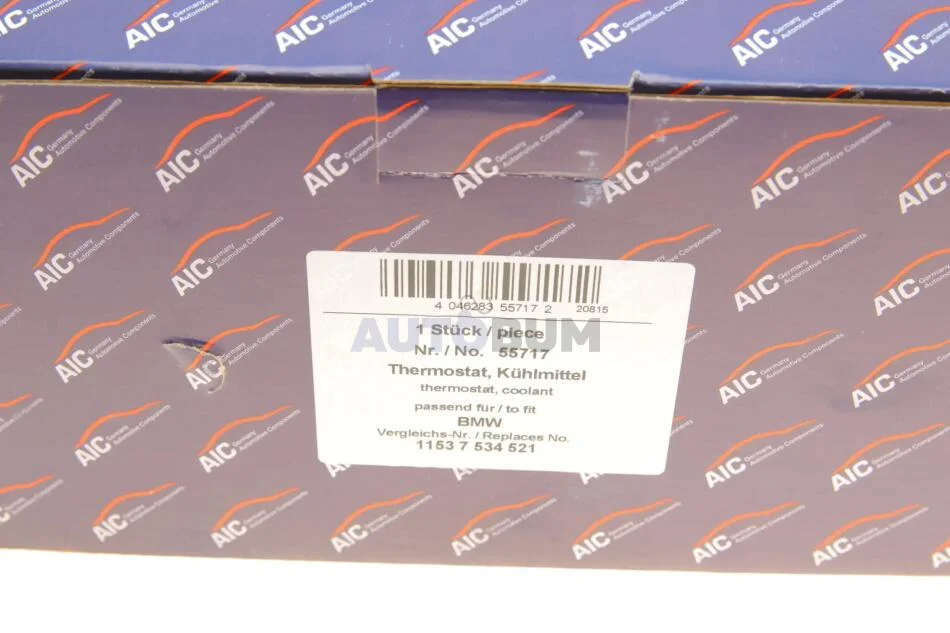 AIC Germany Automotive Components
4 046283 55717 2 20815
AUTOBUM
1 Stück / piece
Nr. / No. 55717
Thermostat, Kühlmittel
thermostat, coolant
passend für / to fit
BMW
Vergleichs-Nr. / Replaces No.
1153 7 534 521